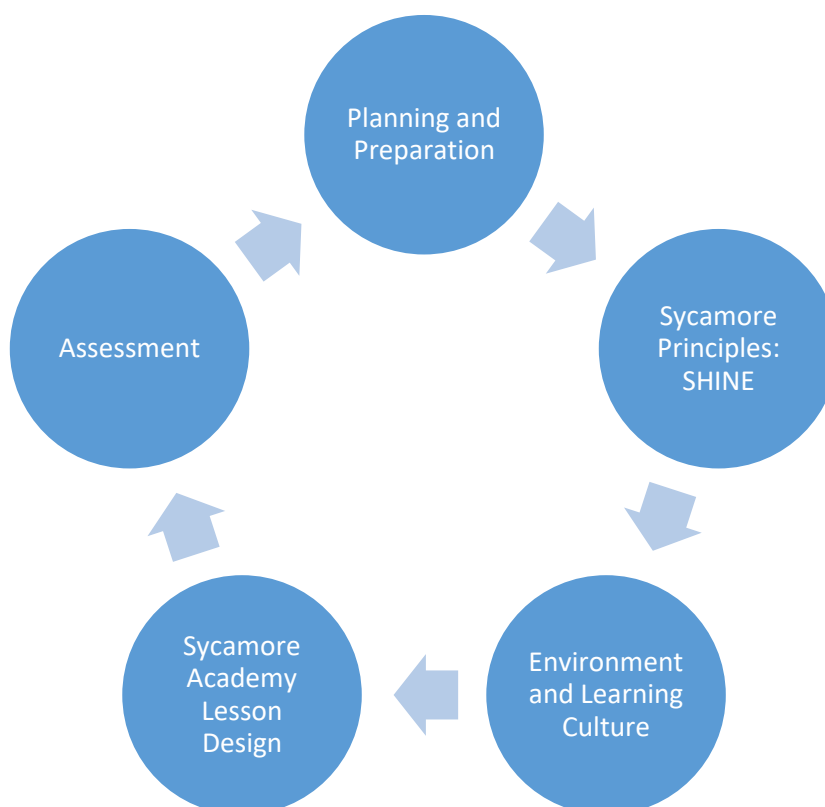 Planning and
Preparation
Sycamore
Principles:
SHINE
Environment
and Learning
Culture
Sycamore
Academy
Lesson
Design
Assessment